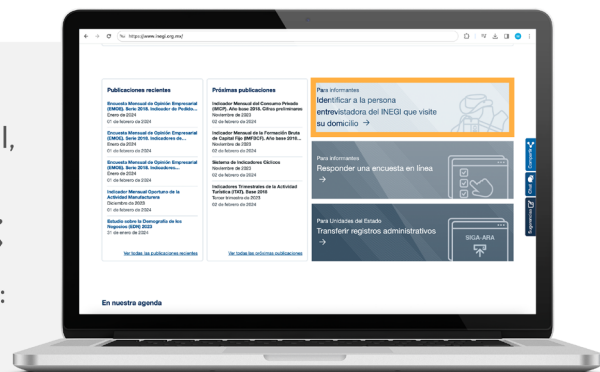 l,
:
https://www.inegi.org.mx/
Publicaciones recientes
Encuesta Mensual de Opinión Empresarial
(EMOE). Serie 2018. Indicador de Pedido...
Enero de 2024
01 de febrero de 2024
Encuesta Mensual de Opinión Empresarial
(EMOE). Serie 2018. Indicadores de...
Enero de 2024
01 de febrero de 2024
Encuesta Mensual de Opinión Empresarial
(EMOE). Serie 2018. Indicadores...
Enero de 2024
01 de febrero de 2024
Indicador Mensual Oportuno de la
Actividad Manufacturera
Diciembre de 2023
01 de febrero de 2024
Estudio sobre la Demografía de los
Negocios (EDN) 2023
31 de enero de 2024
Ver todas las publicaciones recientes
Próximas publicaciones
Indicador Mensual del Consumo Privado
(IMCP). Año base 2018. Cifras preliminares
Noviembre de 2023
02 de febrero de 2024
Indicador Mensual de la Formación Bruta
de Capital Fijo (IMFBCF). Año base 2018...
Noviembre de 2023
02 de febrero de 2024
Sistema de Indicadores Cíclicos
Noviembre de 2023
02 de febrero de 2024
Indicadores Trimestrales de la Actividad
Turística (ITAT). Base 2018
Tercer trimestre de 2023
02 de febrero de 2024
Ver todas las próximas publicaciones
Para Informantes
Identificar a la persona
entrevistadora del INEGI que visite
su domicilio →
Para Informantes
Responder una encuesta en línea
→
Para Unidades del Estado
Transferir registros administrativos
→
SIGA-ARA
Compartir
Chat
Sugerencias
En nuestra agenda